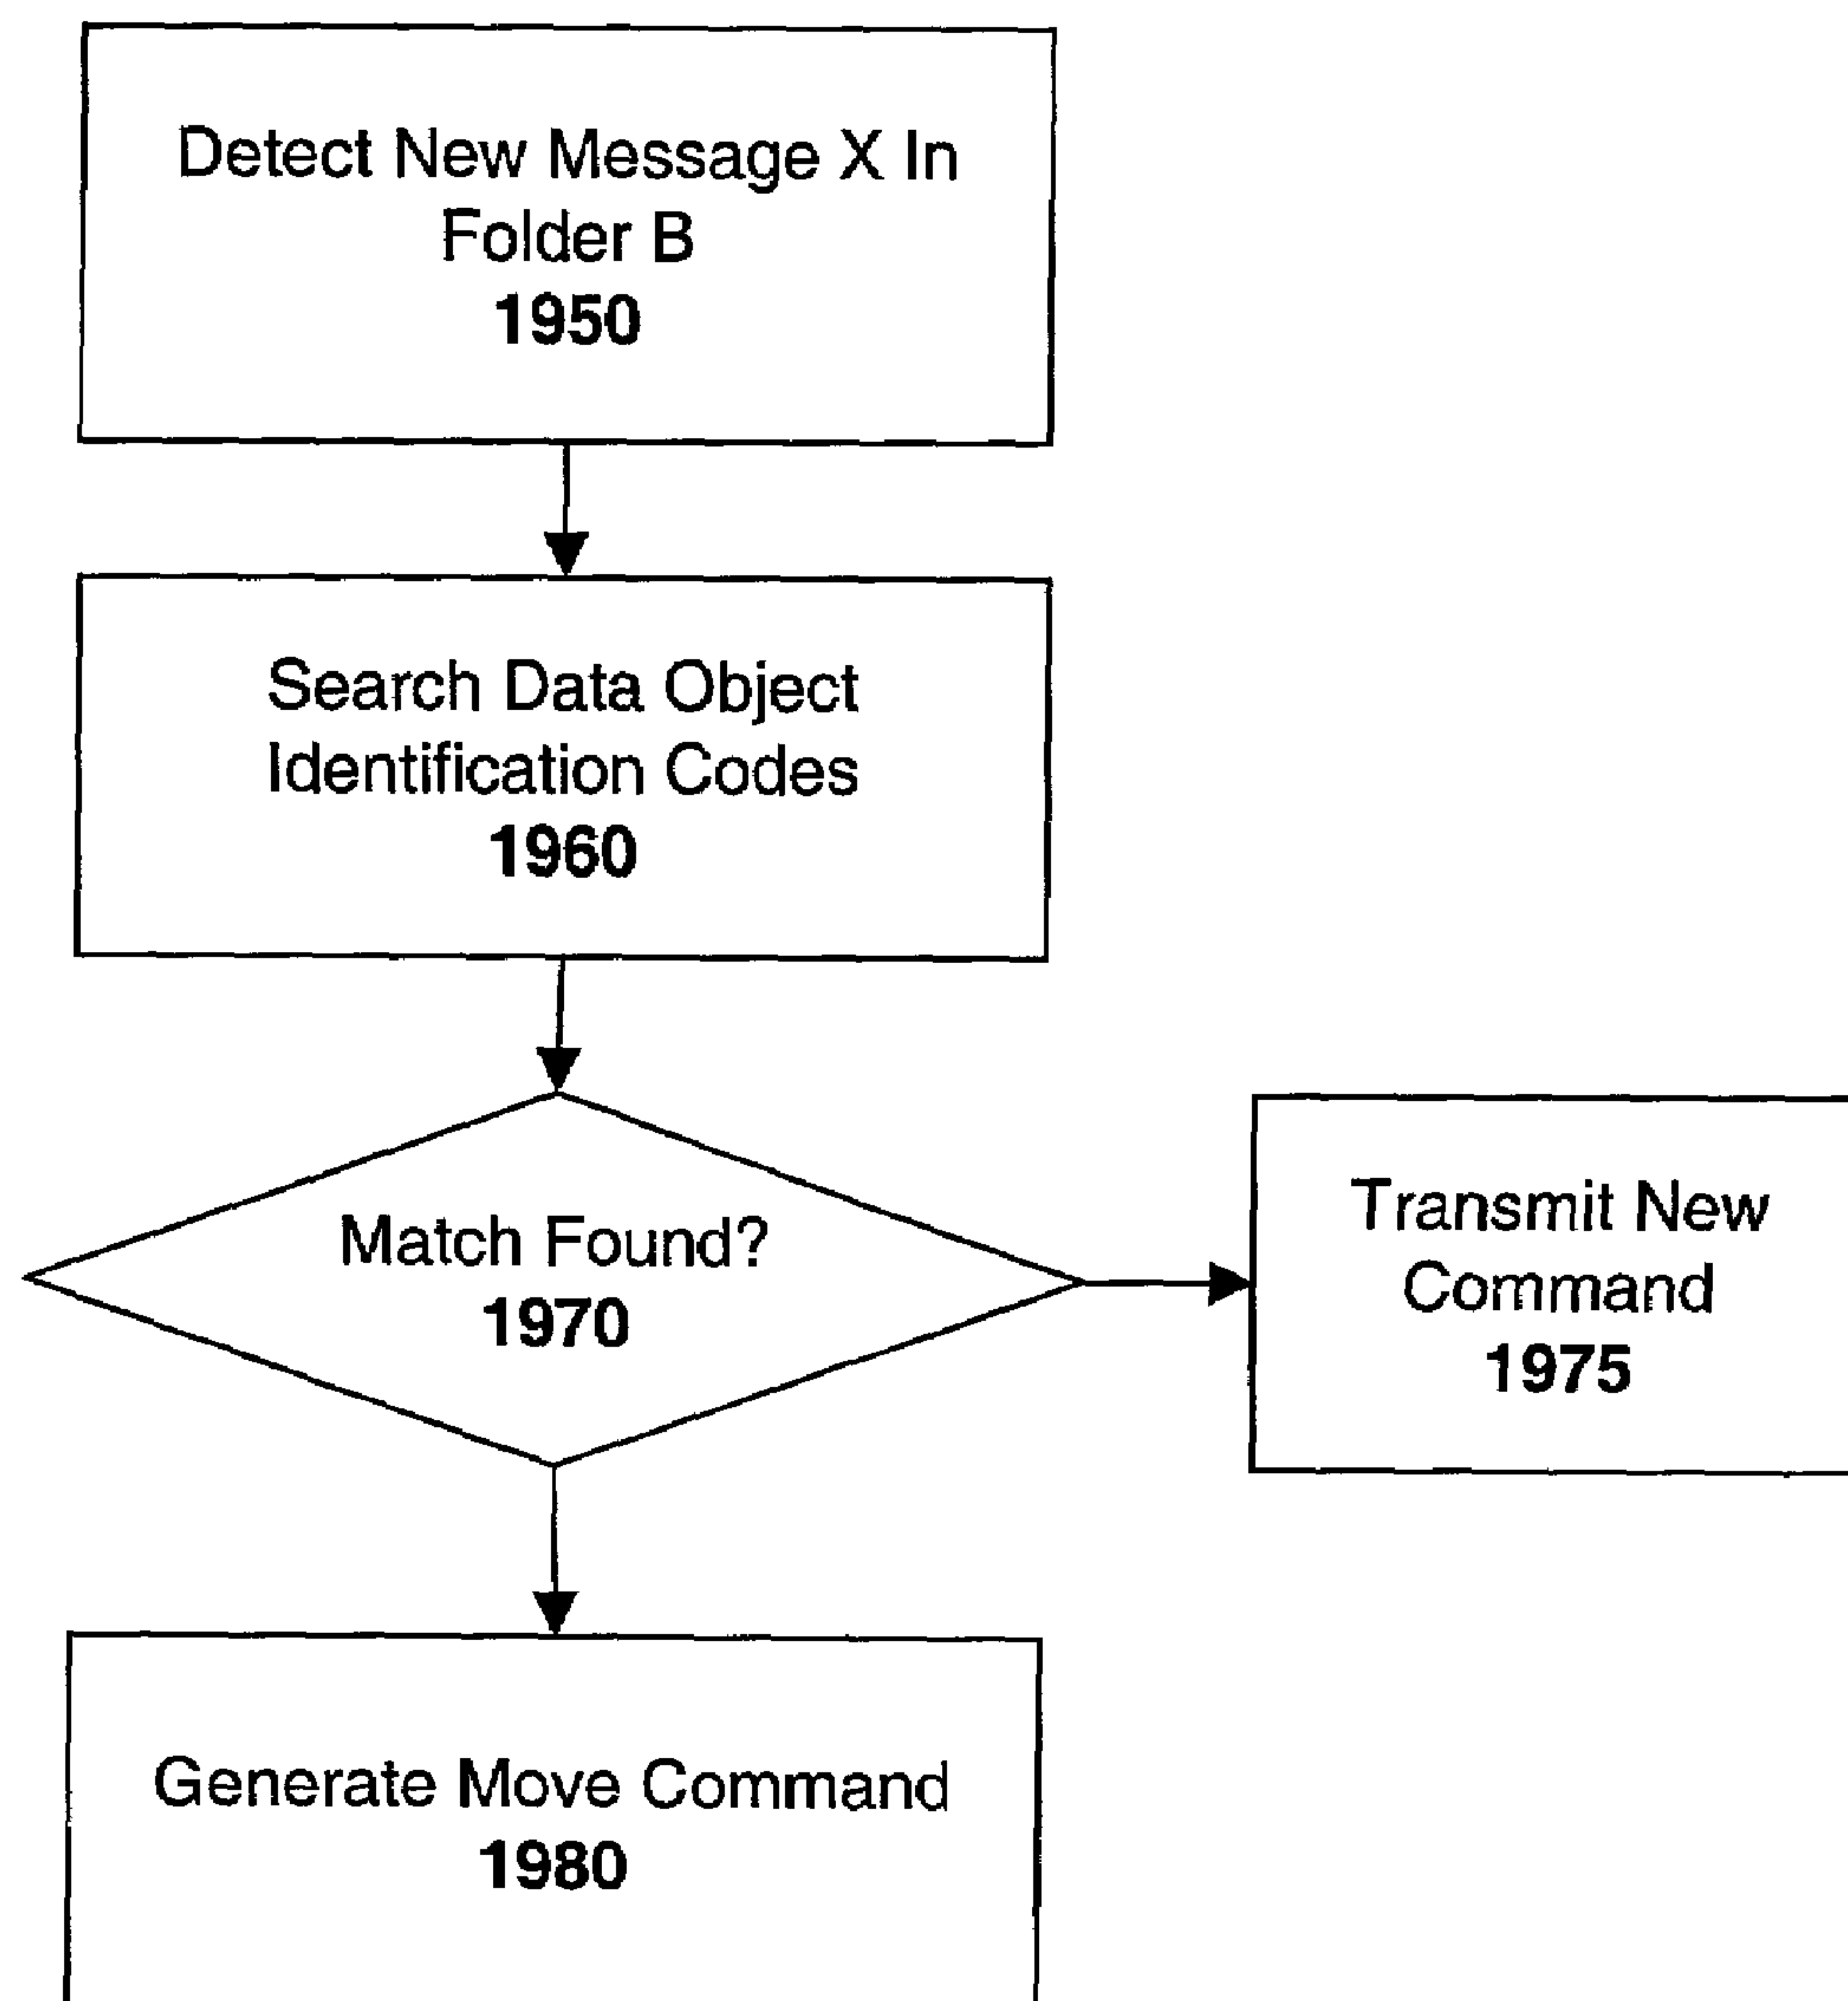 Detect New Message X In
Folder B
1950
Search Data Object
Identification Codes
1960
Match Found?
1970
Transmit New
Command
1975
Generate Move Command
1980